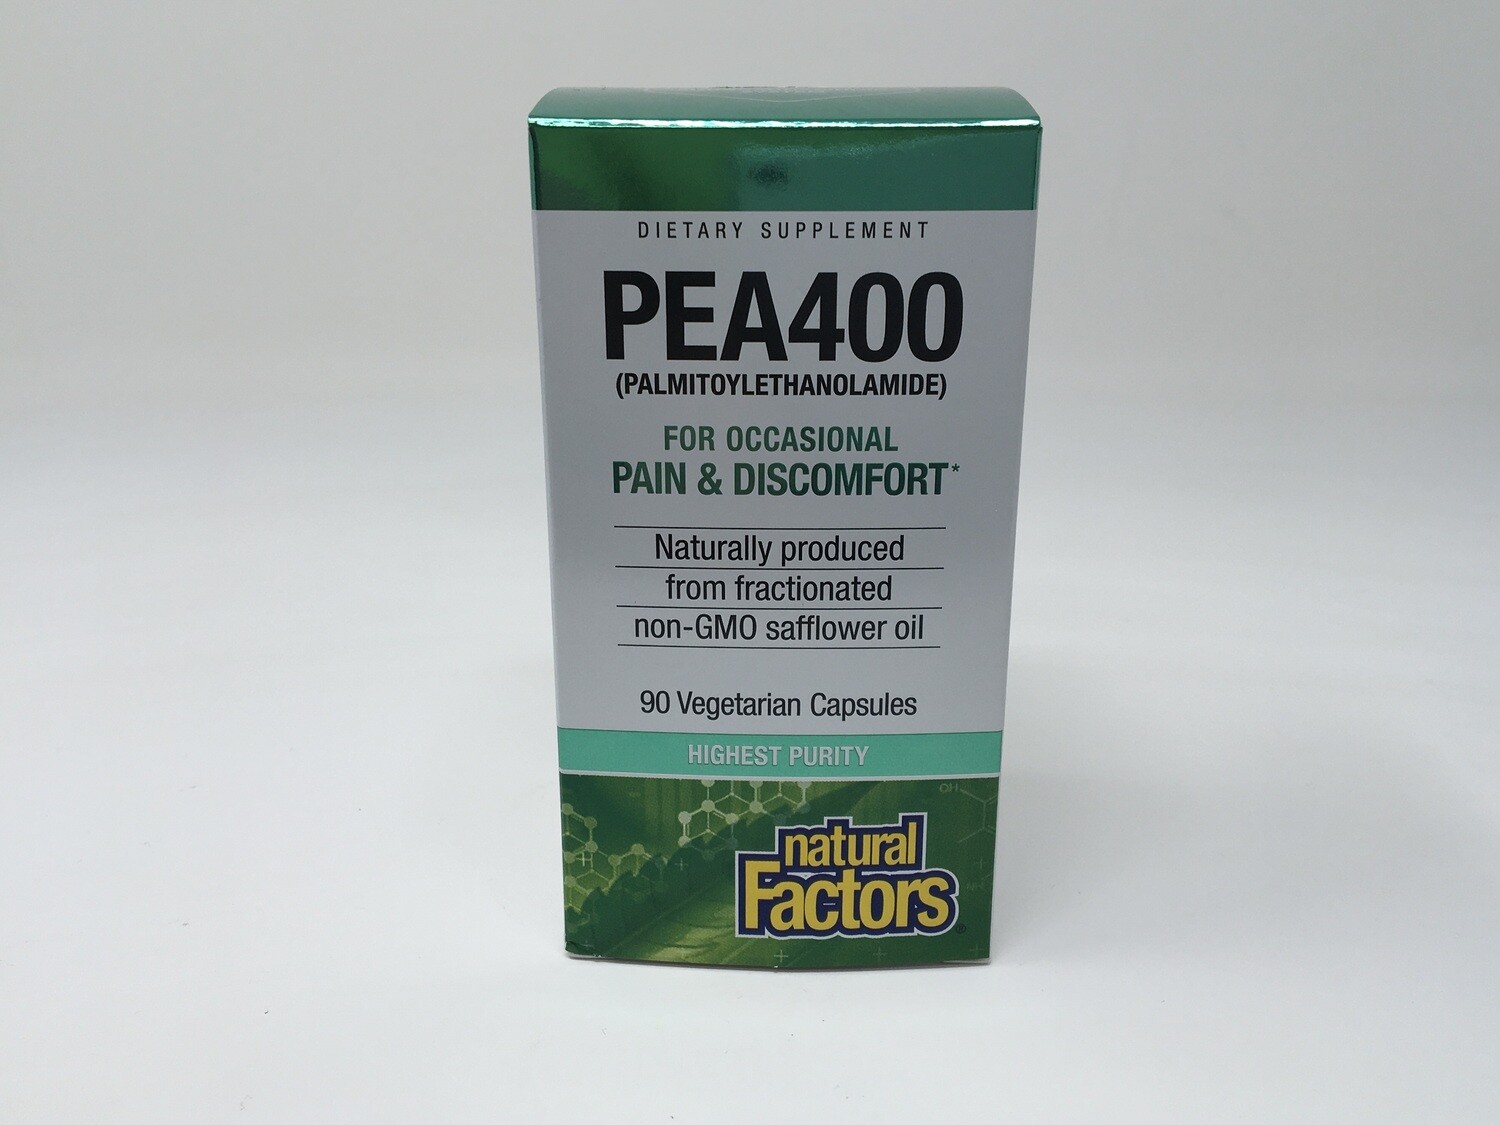 DIETARY SUPPLEMENT
PEA400
(PALMITOYLETHANOLAMIDE)
FOR OCCASIONAL
PAIN & DISCOMFORT*
Naturally produced
from fractionated
non-GMO safflower oil
90 Vegetarian Capsules
HIGHEST PURITY
OH
natural
Factors®